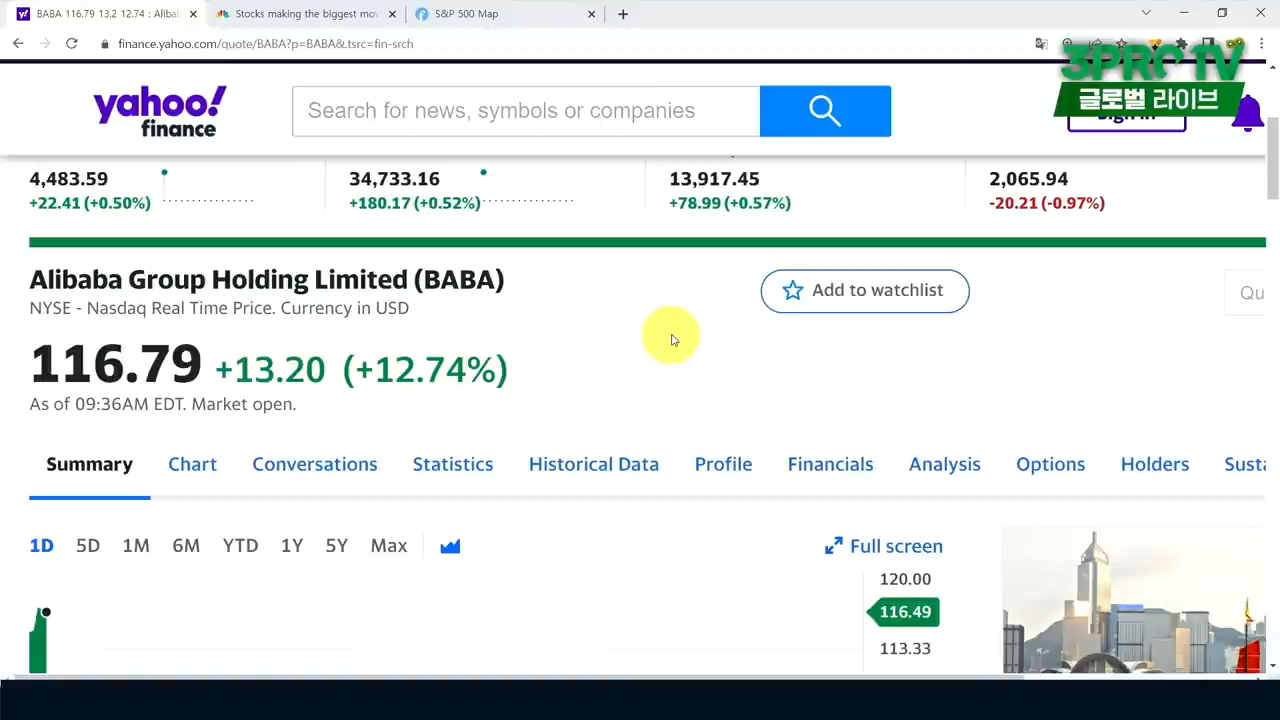 BABA 116.79 13.2 12.74 : Alibal
Stocks making the biggest mov
S&P 500 Map
finance.yahoo.com/quote/BABA?p=BABA&.tsrc=fin-srch
3PRO TV
글로벌 라이브
yahoo!
finance
Search for news, symbols or companies
Sign in
4,483.59
34,733.16
13,917.45
2,065.94
+22.41 (+0.50%)
+180.17 (+0.52%)
+78.99 (+0.57%)
-20.21 (-0.97%)
Alibaba Group Holding Limited (BABA)
NYSE - Nasdaq Real Time Price. Currency in USD
Add to watchlist
Qu
116.79 +13.20 (+12.74%)
As of 09:36AM EDT. Market open.
Summary Chart Conversations Statistics Historical Data Profile Financials Analysis Options Holders Susta
1D 5D 1M 6M YTD 1Y 5Y Max
Full screen
120.00
116.49
113.33